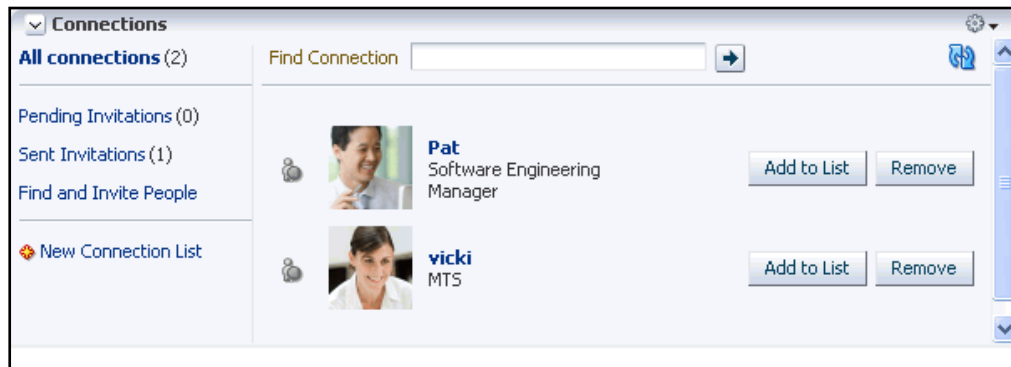 Connections
All connections (2)
Find Connection
Pending Invitations (0)
Sent Invitations (1)
Find and Invite People
New Connection List
Pat
Software Engineering
Manager
Add to List
Remove
vicki
MTS
Add to List
Remove